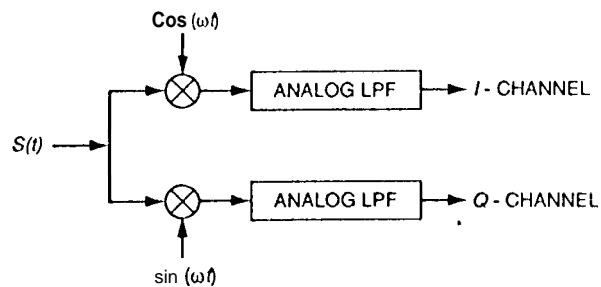 Cos (ωt)
ANALOG LPF
I - CHANNEL
S(t)
ANALOG LPF
Q - CHANNEL
sin (ωt)